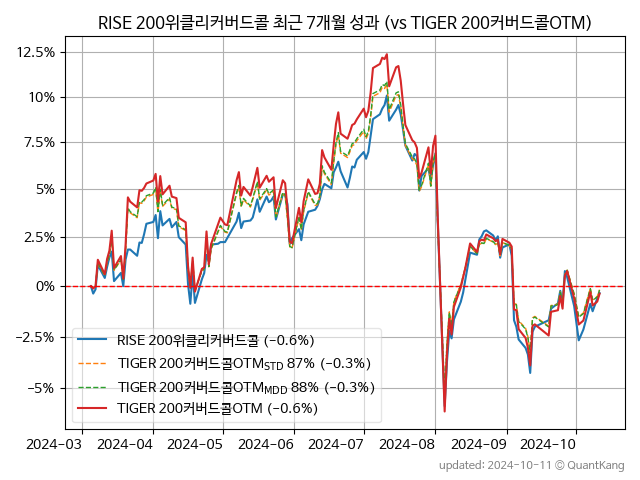 RISE 200위클리커버드콜 최근 7개월 성과 (vs TIGER 200커버드콜OTM)
12.5%
10%
7.5%
5%
2.5%
0%
−2.5%
−5%
RISE 200위클리커버드콜 (−0.6%)
TIGER 200커버드콜OTMSTD 87% (−0.3%)
TIGER 200커버드콜OTMMDD 88% (−0.3%)
TIGER 200커버드콜OTM (−0.6%)
2024-03 2024-04 2024-05 2024-06 2024-07 2024-08 2024-09 2024-10
updated: 2024-10-11 © QuantKang